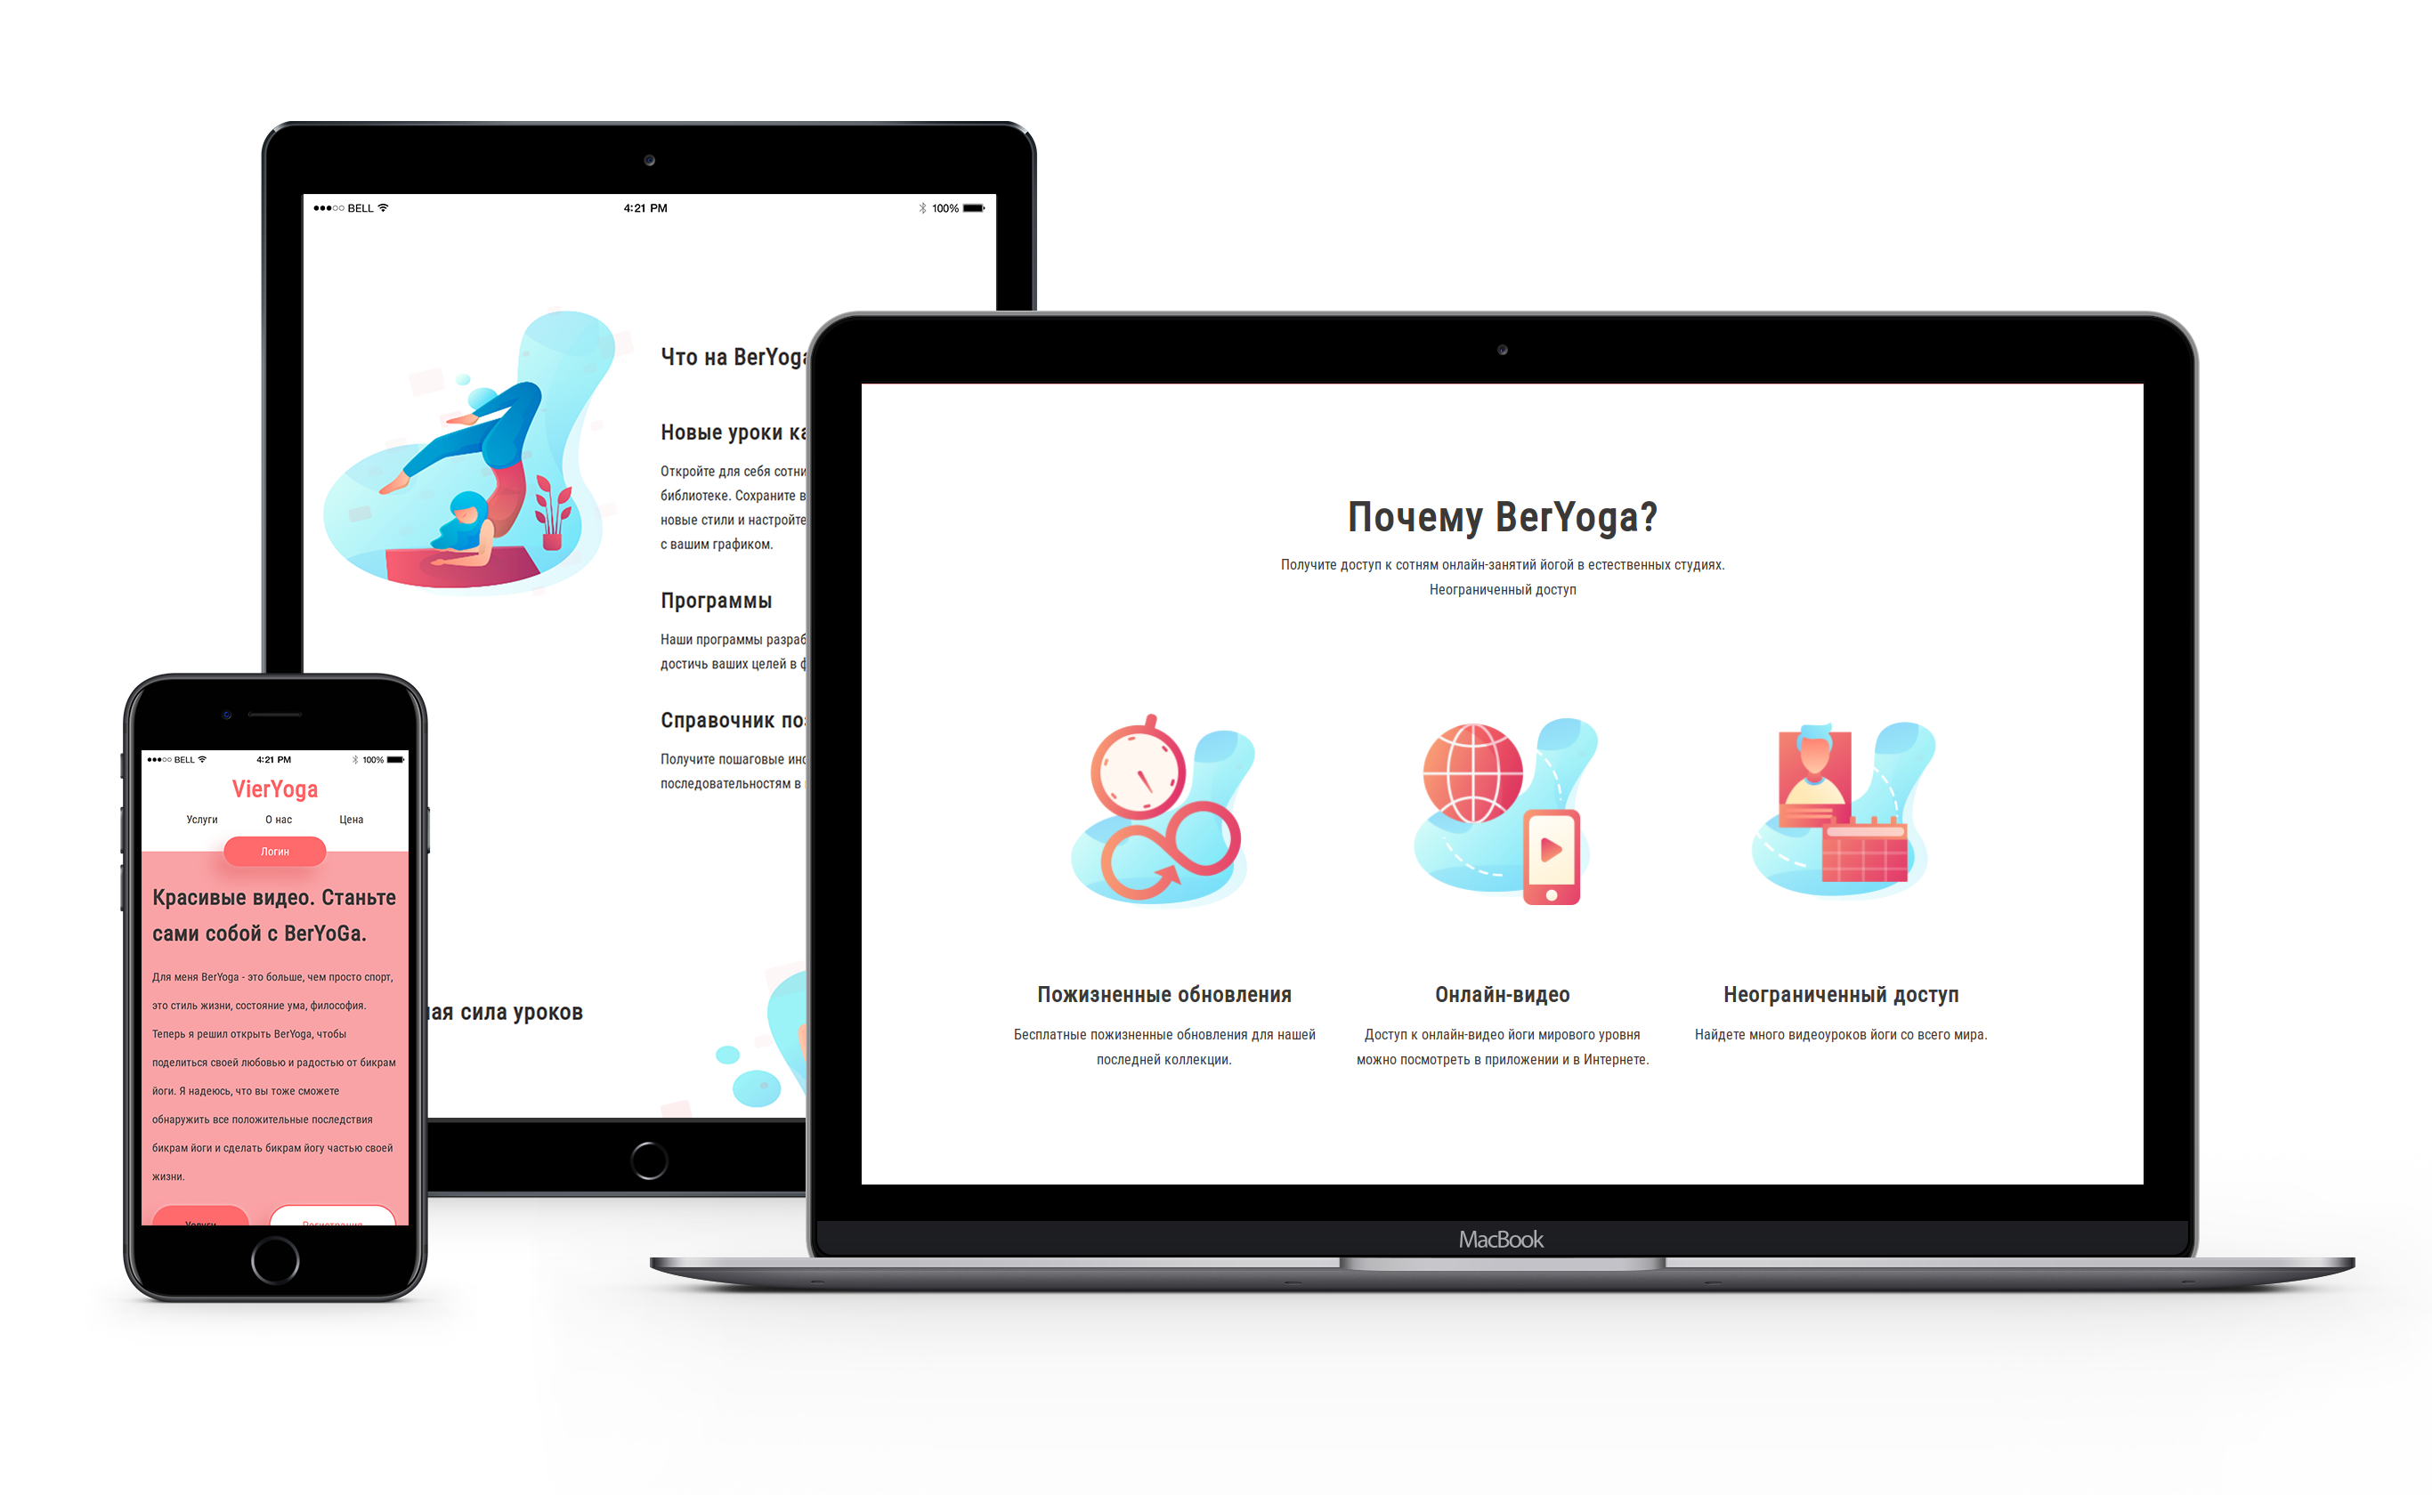 BELL 4:21 PM 100%
Что на BerYoga
Новые уроки
Откройте для себя сотни
библиотеке. Сохраните в
новые стили и настройте
с вашим графиком.
Программы
Наши программы
достичь ваших целей в
Справочник
Получите пошаговые
последовательностям в
сила уроков
BELL 4:21 PM 100%
VierYoga
Услуги О нас Цена
Логин
Красивые видео. Станьте
сами собой с BerYoGa.
Для меня BerYoga - это больше, чем просто спорт,
это стиль жизни, состояние ума, философия.
Теперь я решил открыть BerYoga, чтобы
поделиться своей любовью и радостью от бикрам
йоги. Я надеюсь, что вы тоже сможете
обнаружить все положительные последствия
бикрам йоги и сделать бикрам йогу частью своей
жизни.
Услуги Регистрация
Почему BerYoga?
Получите доступ к сотням онлайн-занятий йогой в естественных студиях.
Неограниченный доступ
Пожизненные обновления
Бесплатные пожизненные обновления для нашей
последней коллекции.
Онлайн-видео
Доступ к онлайн-видео йоги мирового уровня
можно посмотреть в приложении и в Интернете.
Неограниченный доступ
Найдете много видеоуроков йоги со всего мира.
MacBook